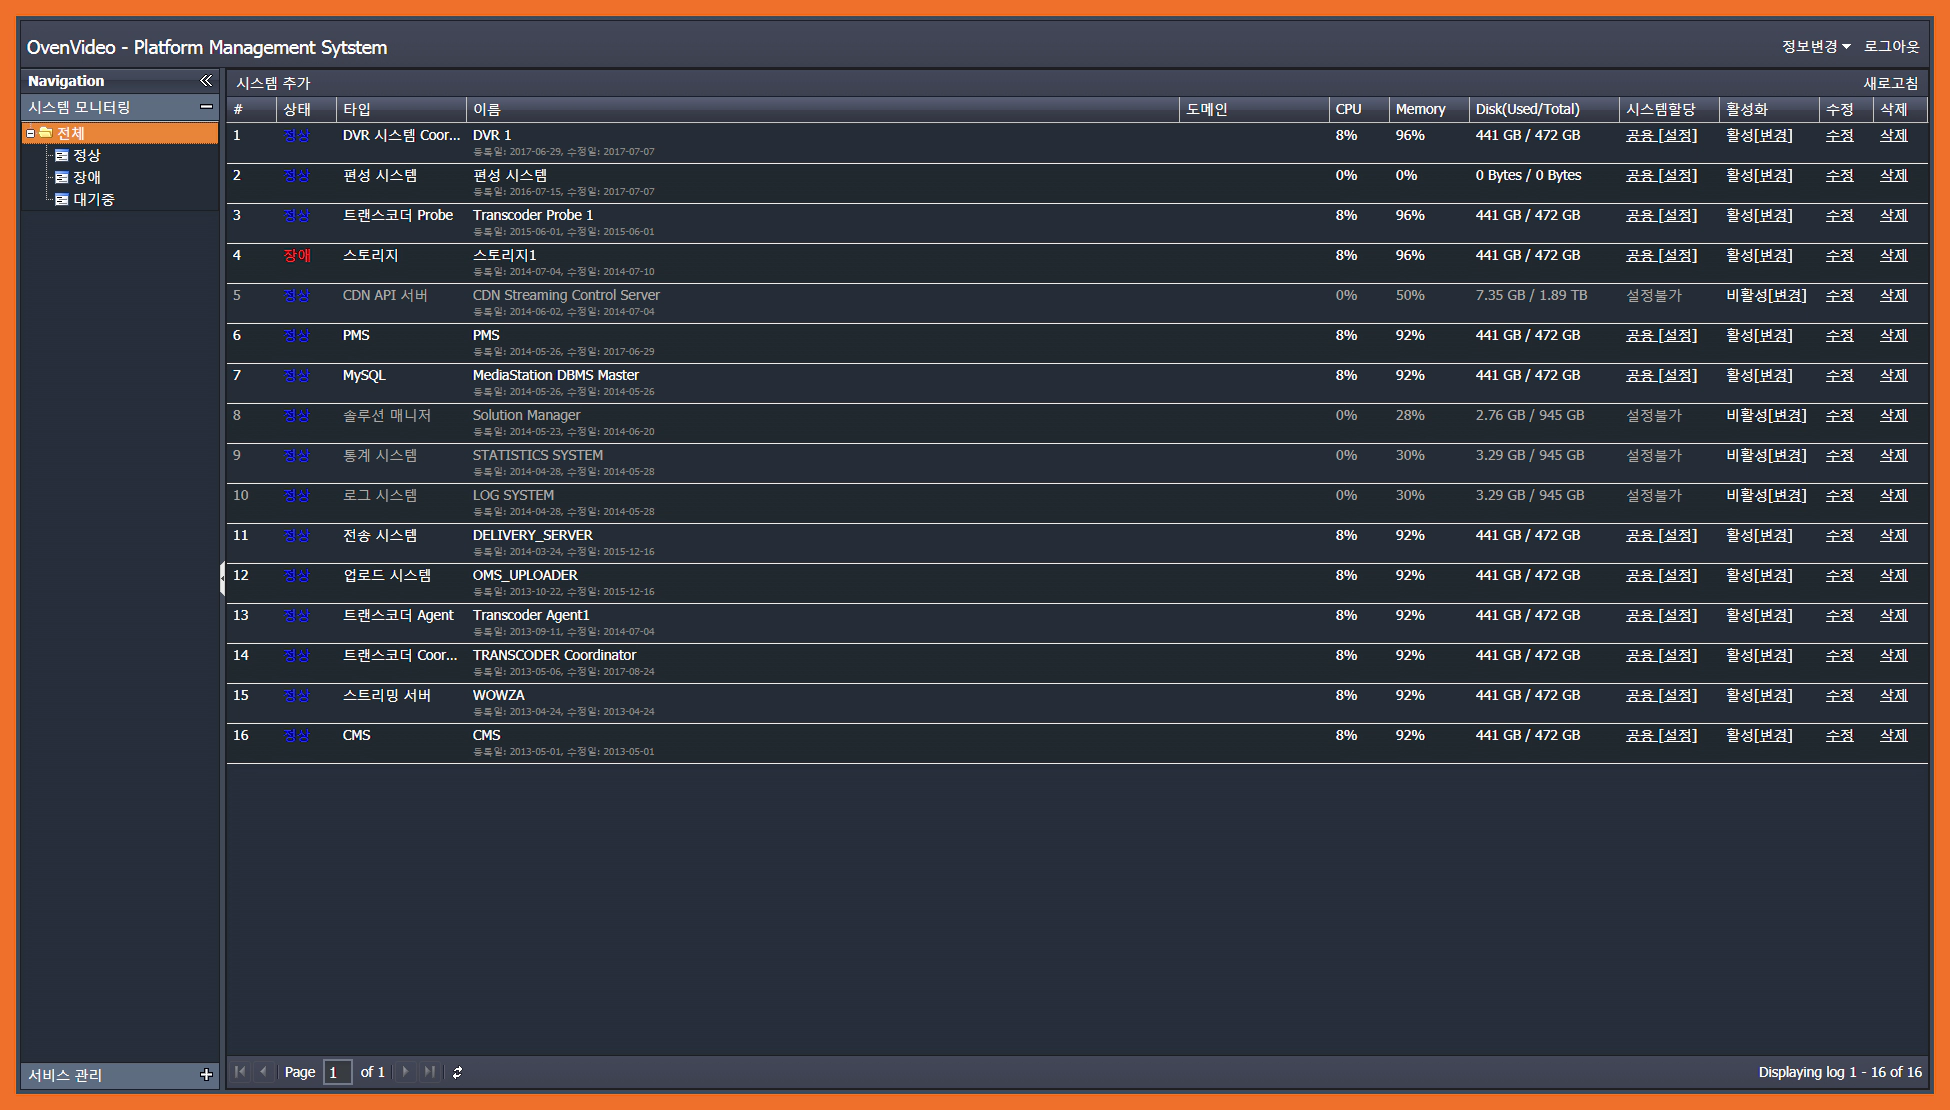 OvenVideo - Platform Management Sytstem
정보변경 로그아웃
Navigation
시스템 모니터링
전체
정상
장애
대기중
서비스 관리
시스템 추가 새로고침
# 상태 타입 이름 도메인 CPU Memory Disk(Used/Total) 시스템할당 활성화 수정 삭제
1 정상 DVR 시스템 Coor... DVR 1 8% 96% 441 GB / 472 GB 공용 [설정] 활성[변경] 수정 삭제
등록일: 2017-06-29, 수정일: 2017-07-07
2 정상 편성 시스템 편성 시스템 0% 0% 0 Bytes / 0 Bytes 공용 [설정] 활성[변경] 수정 삭제
등록일: 2016-07-15, 수정일: 2017-07-07
3 정상 트랜스코더 Probe Transcoder Probe 1 8% 96% 441 GB / 472 GB 공용 [설정] 활성[변경] 수정 삭제
등록일: 2015-06-01, 수정일: 2015-06-01
4 장애 스토리지 스토리지1 8% 96% 441 GB / 472 GB 공용 [설정] 활성[변경] 수정 삭제
등록일: 2014-07-04, 수정일: 2014-07-10
5 정상 CDN API 서버 CDN Streaming Control Server 0% 50% 7.35 GB / 1.89 TB 설정불가 비활성[변경] 수정 삭제
등록일: 2014-06-02, 수정일: 2014-07-04
6 정상 PMS PMS 8% 92% 441 GB / 472 GB 공용 [설정] 활성[변경] 수정 삭제
등록일: 2014-05-26, 수정일: 2017-06-29
7 정상 MySQL MediaStation DBMS Master 8% 92% 441 GB / 472 GB 공용 [설정] 활성[변경] 수정 삭제
등록일: 2014-05-26, 수정일: 2014-05-26
8 정상 솔루션 매니저 Solution Manager 0% 28% 2.76 GB / 945 GB 설정불가 비활성[변경] 수정 삭제
등록일: 2014-05-23, 수정일: 2014-06-20
9 정상 통계 시스템 STATISTICS SYSTEM 0% 30% 3.29 GB / 945 GB 설정불가 비활성[변경] 수정 삭제
등록일: 2014-04-28, 수정일: 2014-05-28
10 정상 로그 시스템 LOG SYSTEM 0% 30% 3.29 GB / 945 GB 설정불가 비활성[변경] 수정 삭제
등록일: 2014-04-28, 수정일: 2014-05-28
11 정상 전송 시스템 DELIVERY_SERVER 8% 92% 441 GB / 472 GB 공용 [설정] 활성[변경] 수정 삭제
등록일: 2014-03-24, 수정일: 2015-12-16
12 정상 업로드 시스템 OMS_UPLOADER 8% 92% 441 GB / 472 GB 공용 [설정] 활성[변경] 수정 삭제
등록일: 2013-10-22, 수정일: 2015-12-16
13 정상 트랜스코더 Agent Transcoder Agent1 8% 92% 441 GB / 472 GB 공용 [설정] 활성[변경] 수정 삭제
등록일: 2013-09-11, 수정일: 2014-07-04
14 정상 트랜스코더 Coor... TRANSCODER Coordinator 8% 92% 441 GB / 472 GB 공용 [설정] 활성[변경] 수정 삭제
등록일: 2013-05-06, 수정일: 2017-08-24
15 정상 스트리밍 서버 WOWZA 8% 92% 441 GB / 472 GB 공용 [설정] 활성[변경] 수정 삭제
등록일: 2013-04-24, 수정일: 2013-04-24
16 정상 CMS CMS 8% 92% 441 GB / 472 GB 공용 [설정] 활성[변경] 수정 삭제
등록일: 2013-05-01, 수정일: 2013-05-01
Page 1 of 1 Displaying log 1 - 16 of 16